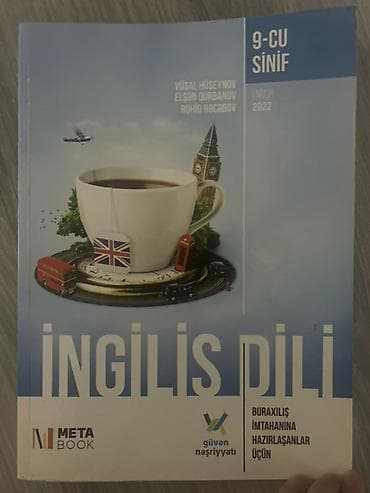 9-CU
SİNİF
VÜSAL HÜSEYNOV
ELŞƏN QURBANOV
RUHİD RƏCƏBOV
2022
İNGİLİS DİLİ
META
BOOK
güvən
nəşriyyatı
BURAXILIŞ
İMTAHANINA
HAZIRLAŞANLAR
ÜÇÜN